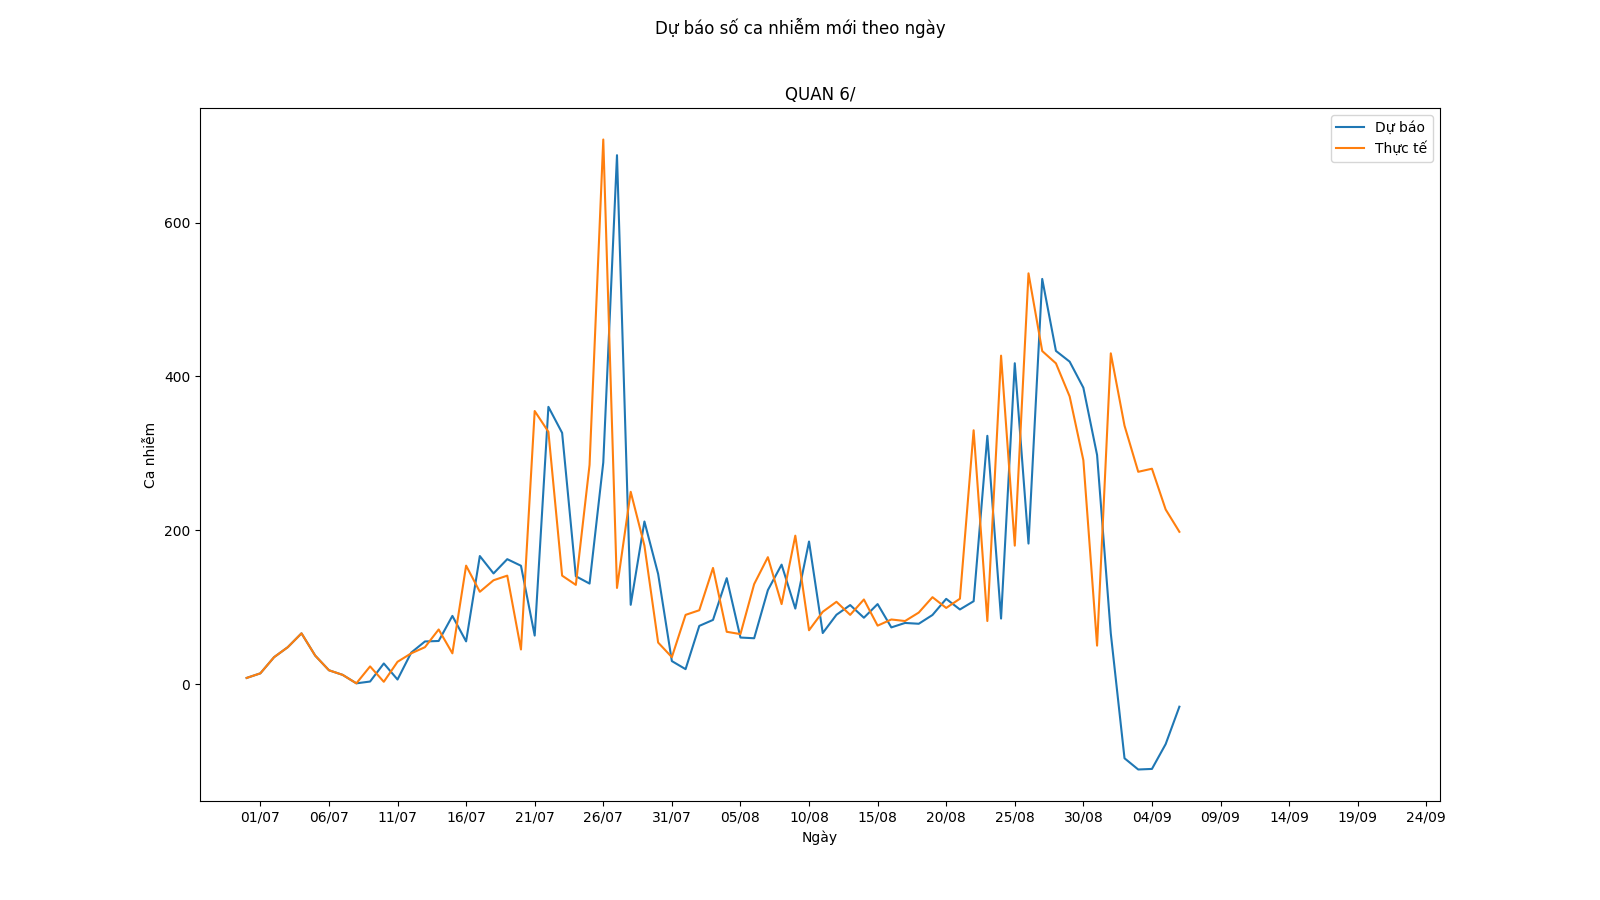 Dự báo số ca nhiễm mới theo ngày
QUAN 6/
Dự báo
Thực tế
600
400
200
0
Ca nhiễm
01/07 06/07 11/07 16/07 21/07 26/07 31/07 05/08 10/08 15/08 20/08 25/08 30/08 04/09 09/09 14/09 19/09 24/09
Ngày